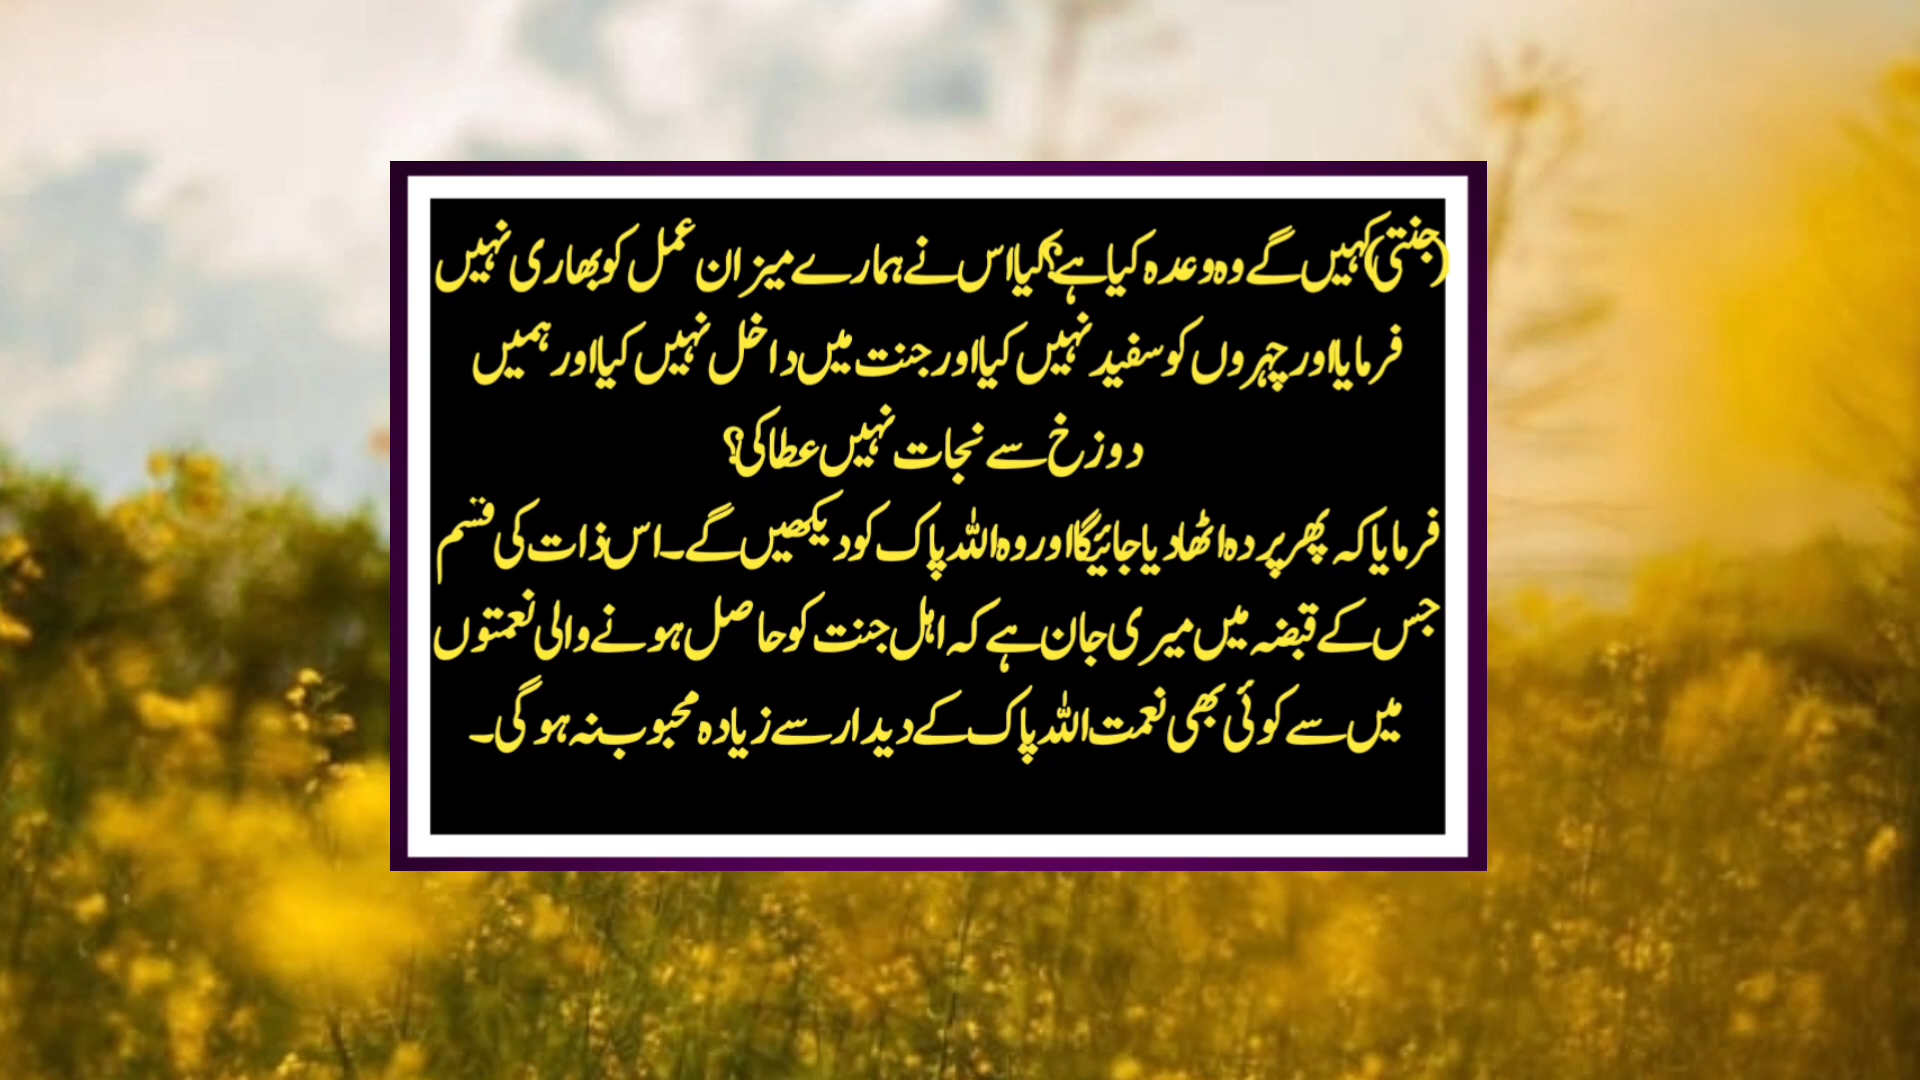 (جنتی) کہیں گے وہ وعدہ کیا ہے؟ کیا اس نے ہمارے میزان عمل کو بھاری نہیں
فرمایا اور چہروں کو سفید نہیں کیا اور جنت میں داخل نہیں کیا اور ہمیں
دوزخ سے نجات نہیں عطا کی؟
فرمایا کہ پھر پردہ اٹھا دیا جائیگا اور وہ اللہ پاک کو دیکھیں گے۔ اس ذات کی قسم
جس کے قبضہ میں میری جان ہے کہ اہل جنت کو حاصل ہونے والی نعمتوں
میں سے کوئی بھی نعمت اللہ پاک کے دیدار سے زیادہ محبوب نہ ہو گی۔